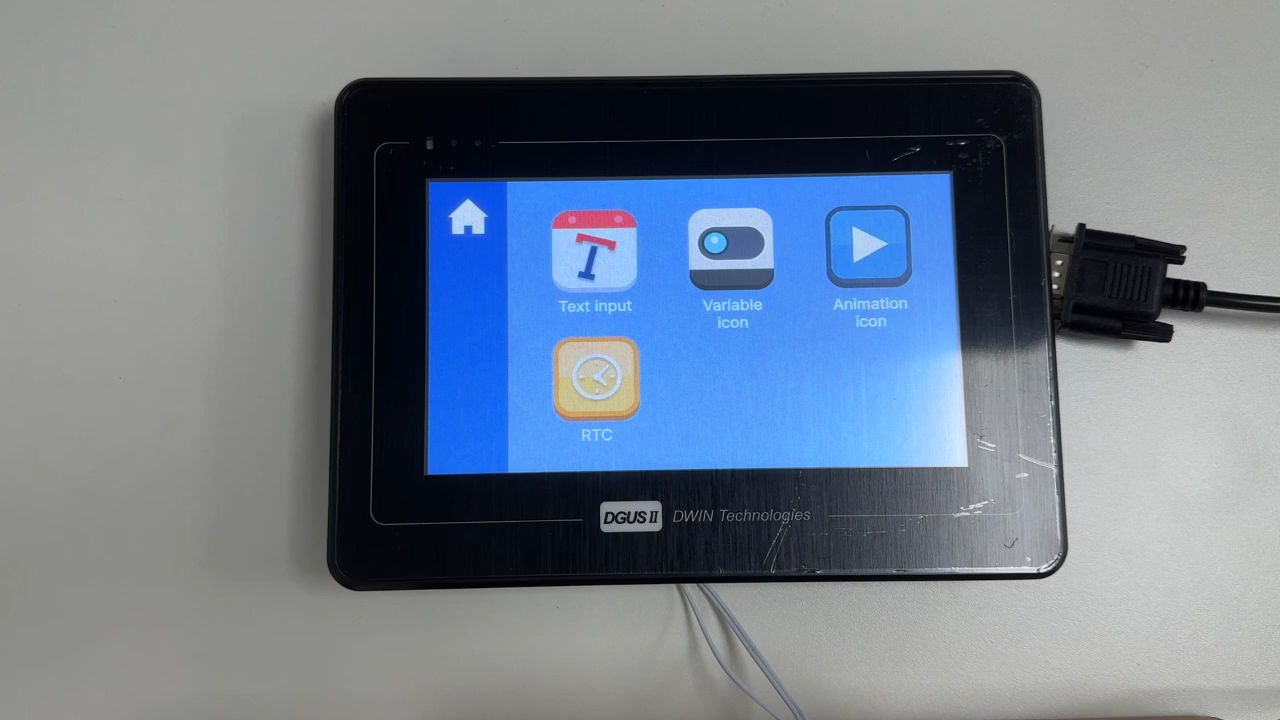 Text input
Variable
icon
Animation
icon
RTC
DGUS II DWIN Technologies